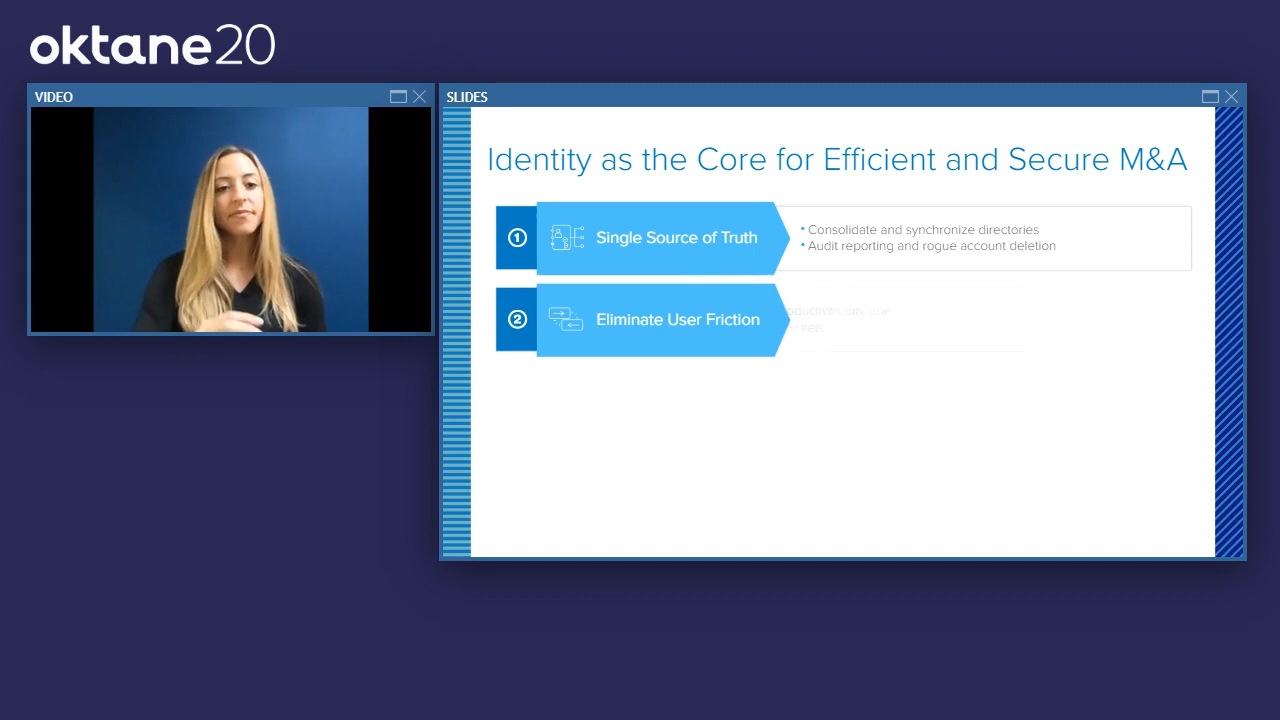 oktane20
VIDEO
SLIDES
Identity as the Core for Efficient and Secure M&A
1
Single Source of Truth
• Consolidate and synchronize directories
• Audit reporting and rogue account deletion
2
Eliminate User Friction